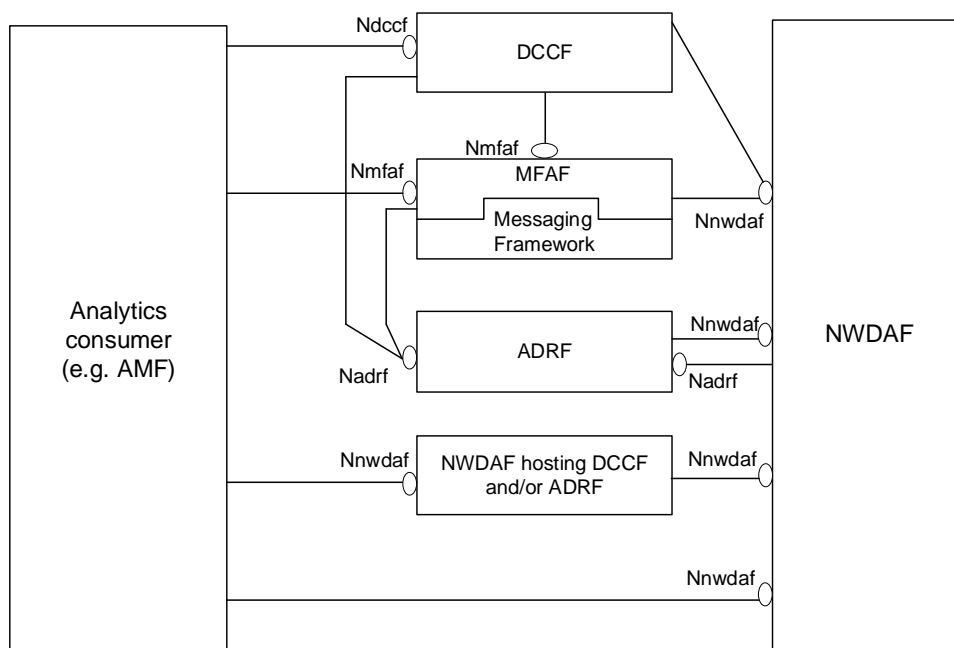 Ndccf
DCCF
Nmfaf
Nmfaf
MFAF
Messaging
Framework
Nnwdaf
Analytics
consumer
(e.g. AMF)
Nnwdaf
ADRF
NWDAF
Nadrf
Nadrf
Nnwdaf
NWDAF hosting DCCF
and/or ADRF
Nnwdaf
Nnwdaf